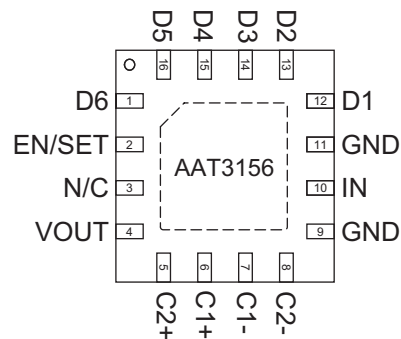 D5 D4 D3 D2
16 15 14 13
D6 1 12 D1
EN/SET 2 11 GND
AAT3156
N/C 3 10 IN
VOUT 4 9 GND
5 6 7 8
C2+ C1+ C1- C2-